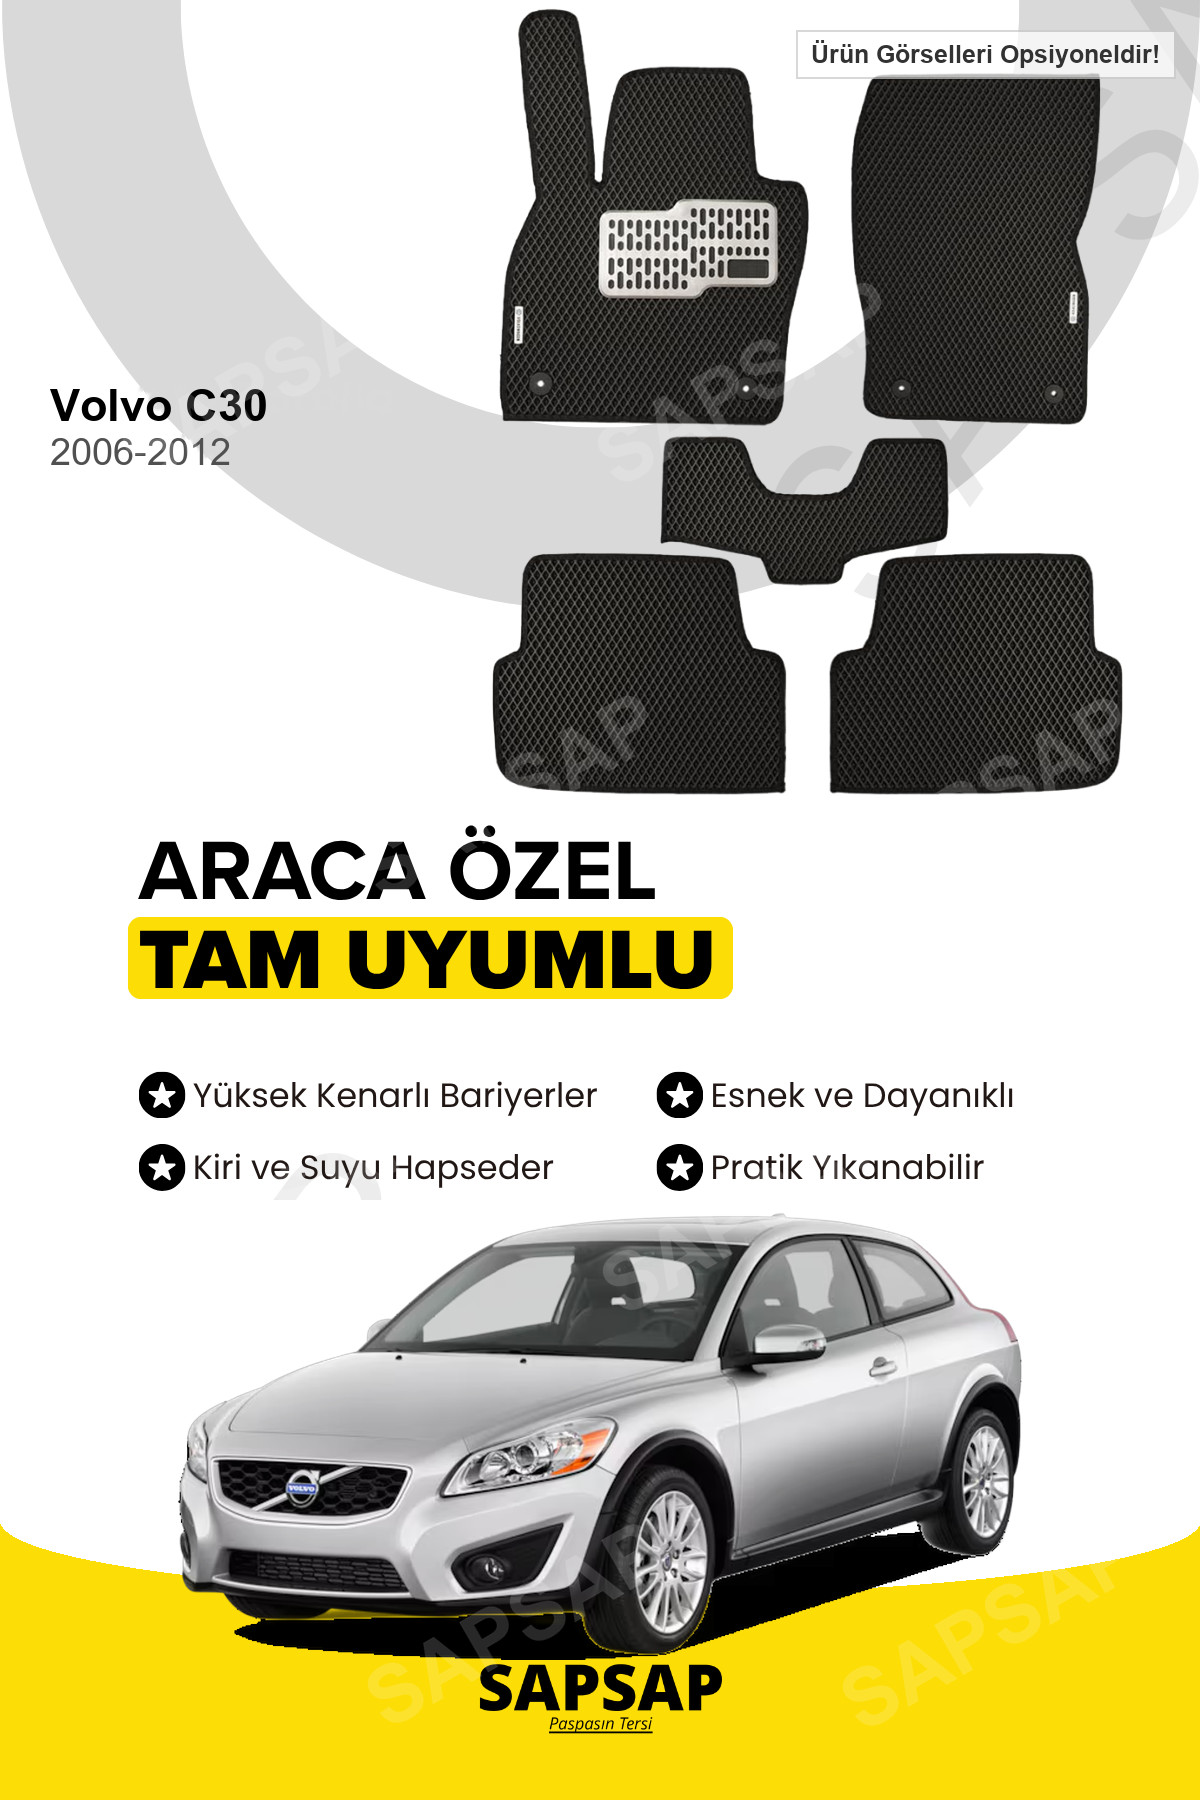 Ürün Görselleri Opsiyoneldir!
Volvo C30
2006-2012
ARACA ÖZEL
TAM UYUMLU
Yüksek Kenarlı Bariyerler
Esnek ve Dayanıklı
Kiri ve Suyu Hapseder
Pratik Yıkanabilir
VOLVO
SAPSAP
Paspasın Tersi